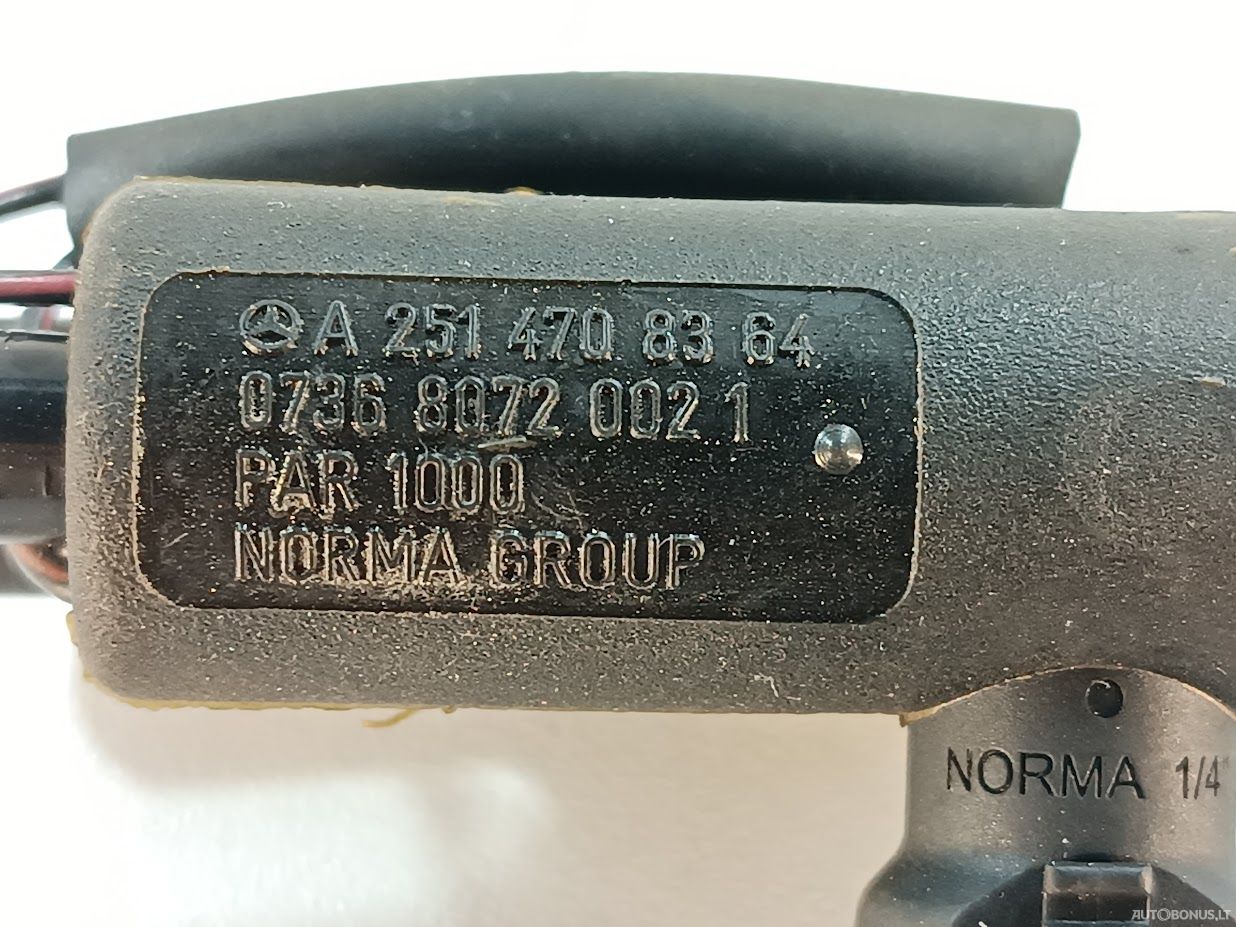 A 251 470 83 64
0736 8072 002 1
PAR 1000
NORMA GROUP
NORMA 1/4"
AUTOBONUS.LT